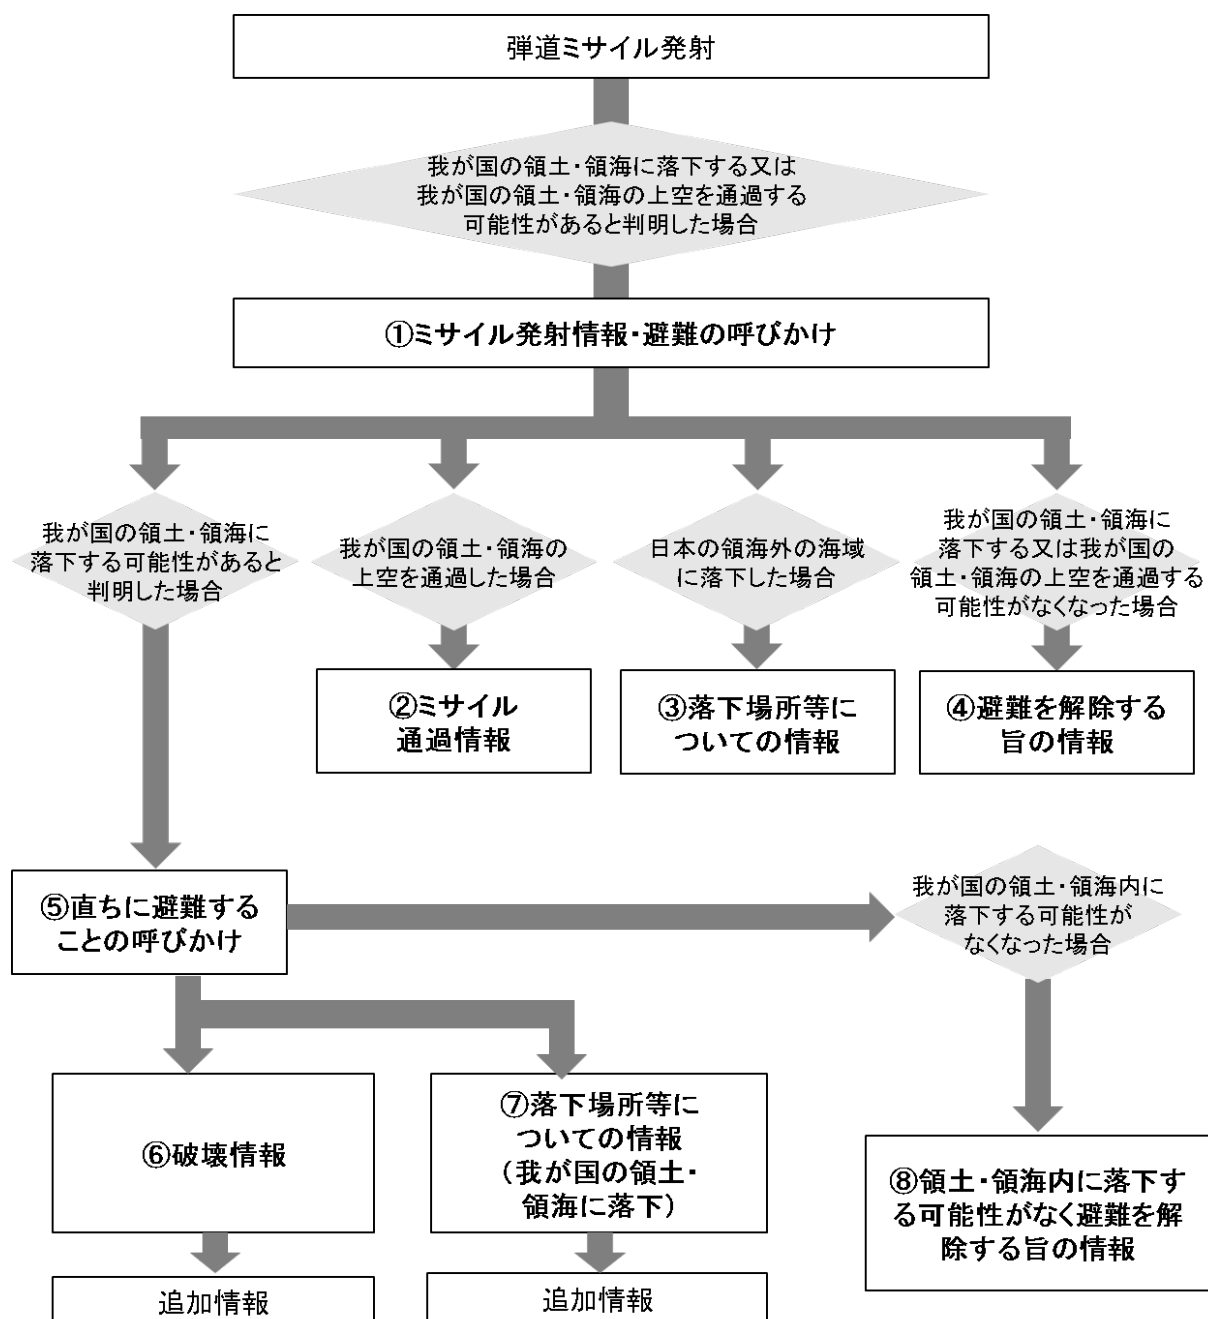 弾道ミサイル発射
我が国の領土・領海に落下する又は
我が国の領土・領海の上空を通過する
可能性があると判明した場合
①ミサイル発射情報・避難の呼びかけ
我が国の領土・領海に
落下する可能性があると
判明した場合
我が国の領土・領海の
上空を通過した場合
日本の領海外の海域
に落下した場合
我が国の領土・領海に
落下する又は我が国の
領土・領海の上空を通過する
可能性がなくなった場合
②ミサイル
通過情報
③落下場所等に
ついての情報
④避難を解除する
旨の情報
⑤直ちに避難する
ことの呼びかけ
我が国の領土・領海内に
落下する可能性が
なくなった場合
⑥破壊情報
⑦落下場所等に
ついての情報
（我が国の領土・
領海に落下）
⑧領土・領海内に落下す
る可能性がなく避難を解
除する旨の情報
追加情報
追加情報